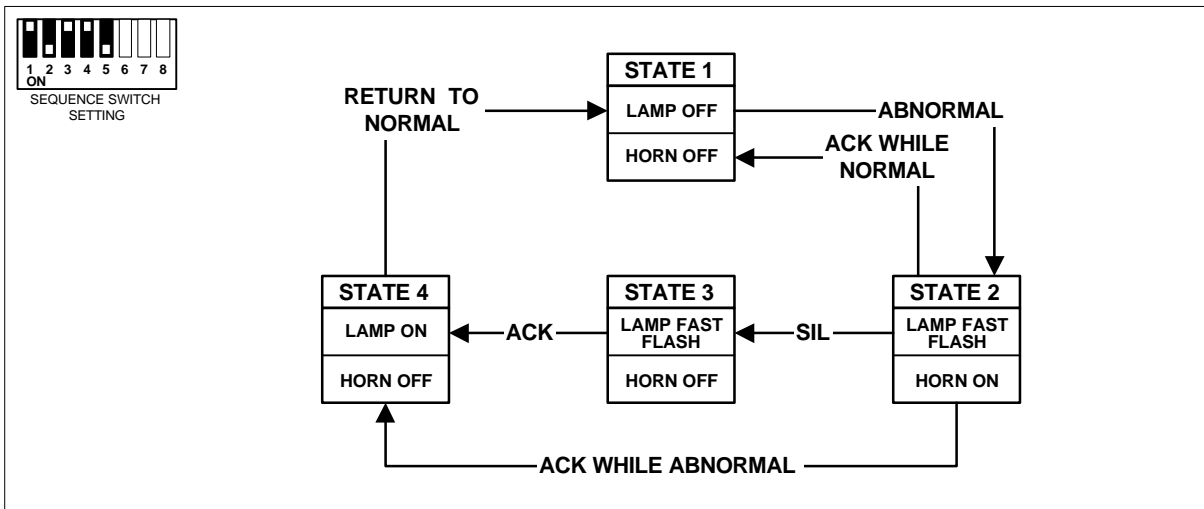 1 2 3 4 5 6 7 8
ON
SEQUENCE SWITCH
SETTING
STATE 1
LAMP OFF
HORN OFF
RETURN TO
NORMAL
ABNORMAL
ACK WHILE
NORMAL
STATE 4
LAMP ON
HORN OFF
ACK
STATE 3
LAMP FAST
FLASH
HORN OFF
SIL
STATE 2
LAMP FAST
FLASH
HORN ON
ACK WHILE ABNORMAL